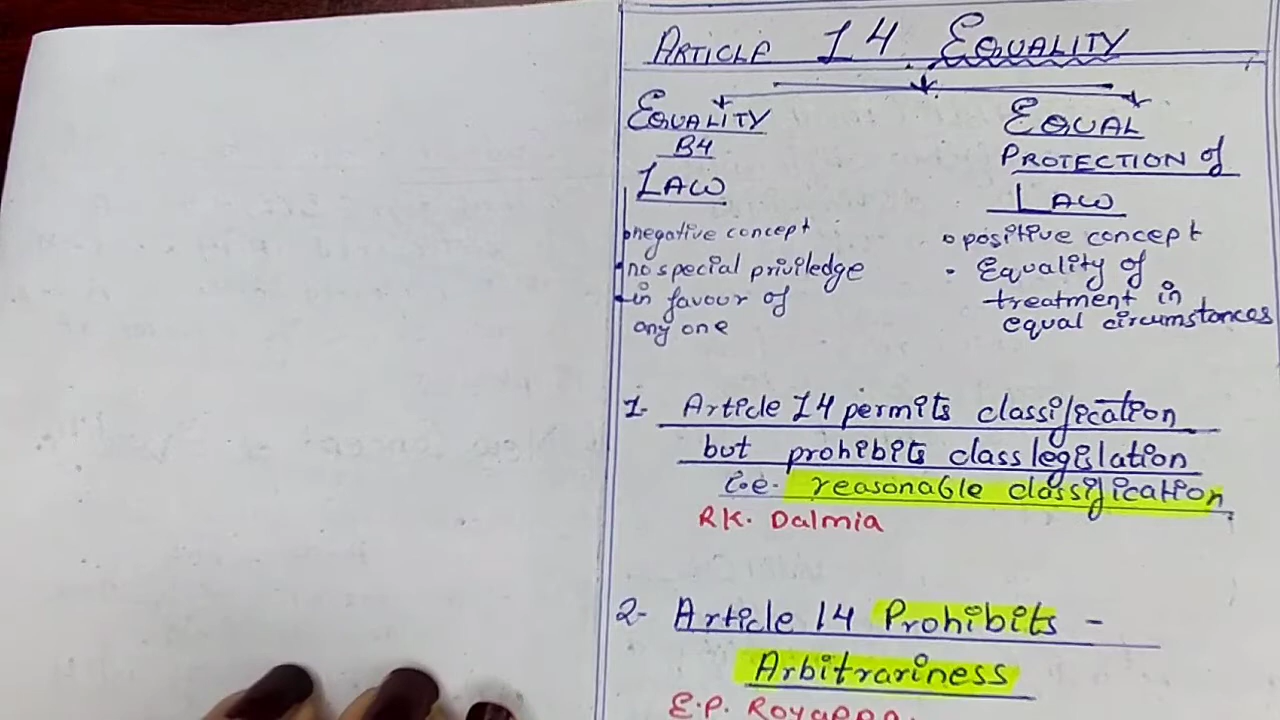 ARTICLE 14 EQUALITY
EQUALITY
B4
LAW
negative concept
no special priviledge
in favour of
any one
EQUAL
PROTECTION of
LAW
positive concept
Equality of
treatment in
equal circumstances
1- Article 14 permits classification
but prohibits class legislation
i.e. reasonable classification
RK. Dalmia
2- Article 14 Prohibits -
Arbitrariness
E.P. Royappa.